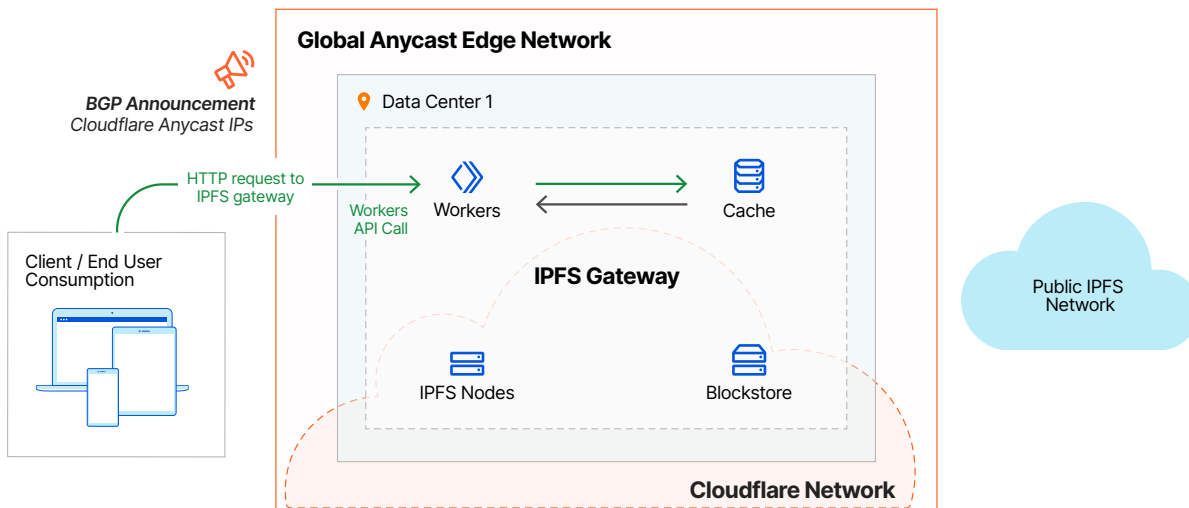 Global Anycast Edge Network
BGP Announcement
Cloudflare Anycast IPs
Data Center 1
HTTP request to
IPFS gateway
Workers
API Call
Workers
Cache
Client / End User
Consumption
IPFS Gateway
Public IPFS
Network
IPFS Nodes
Blockstore
Cloudflare Network